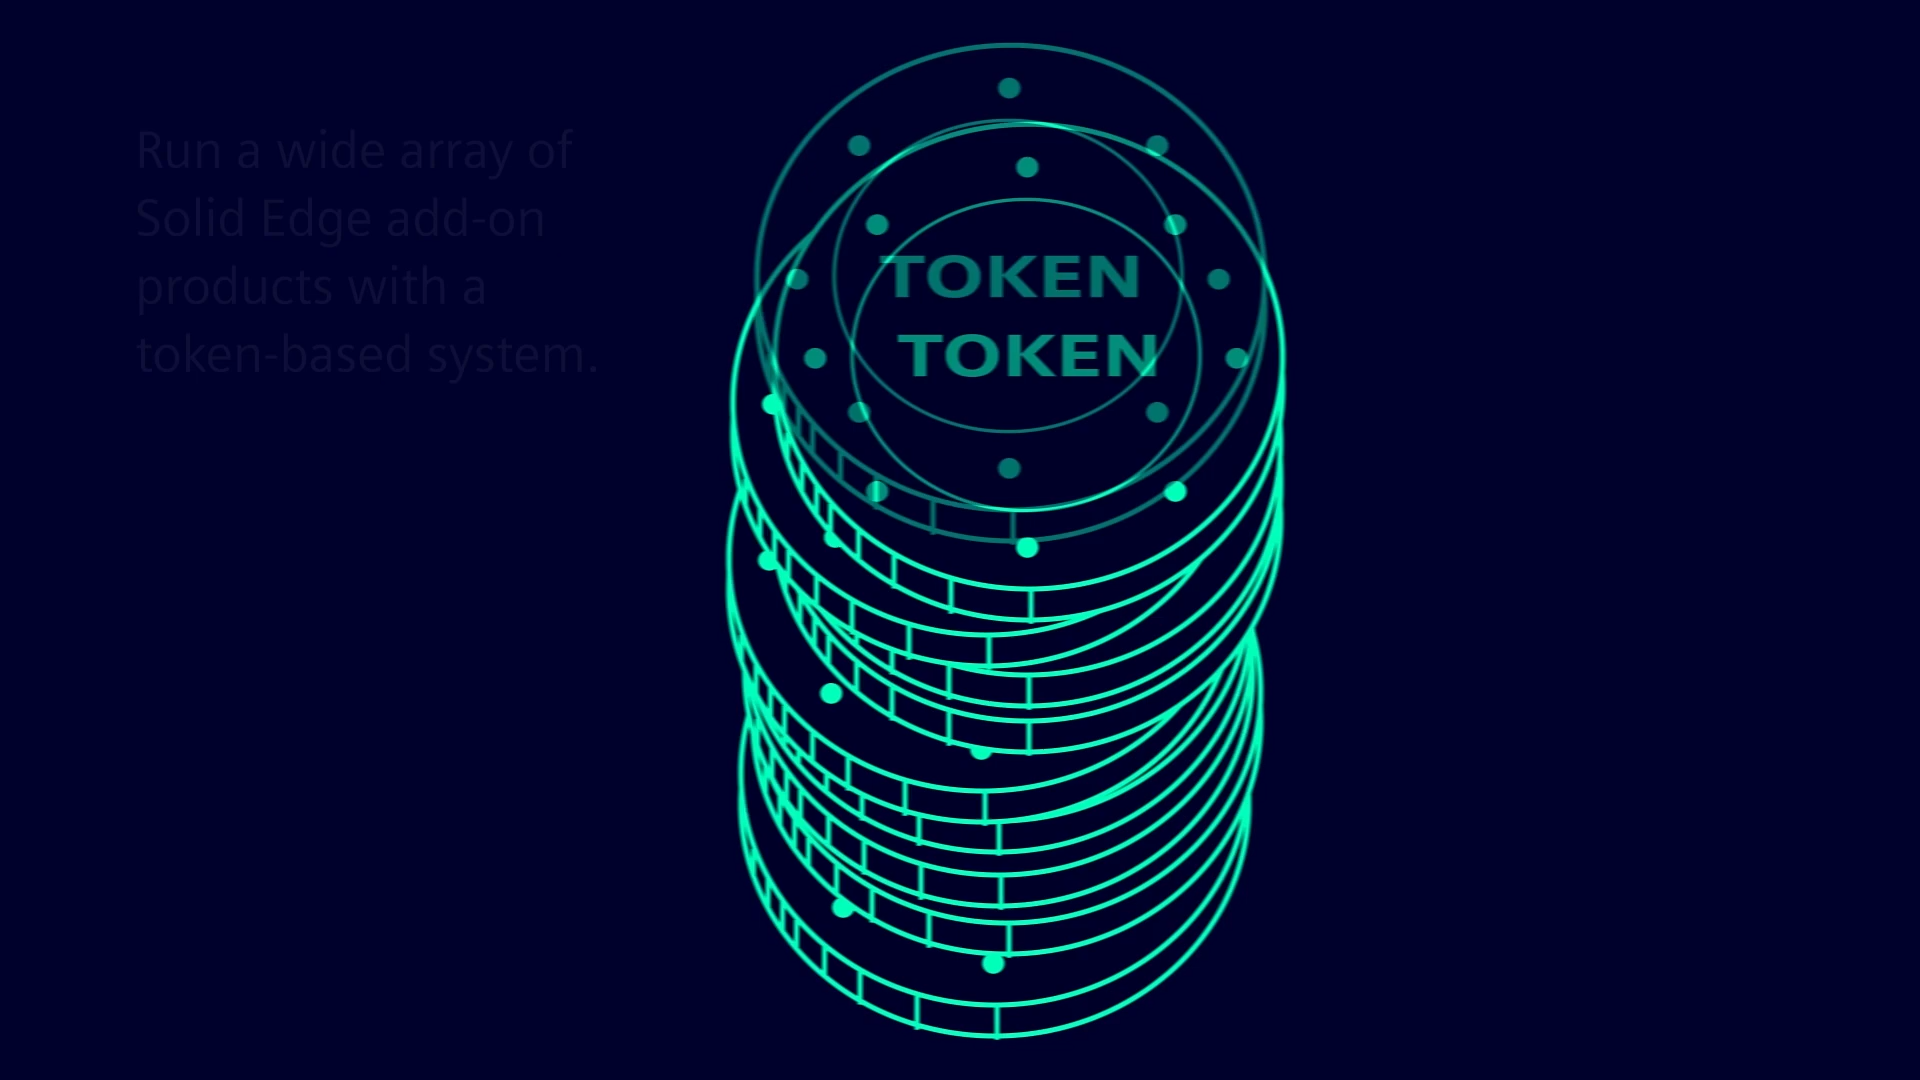 Run a wide array of
Solid Edge add-on
products with a
token-based system.
TOKEN
TOKEN